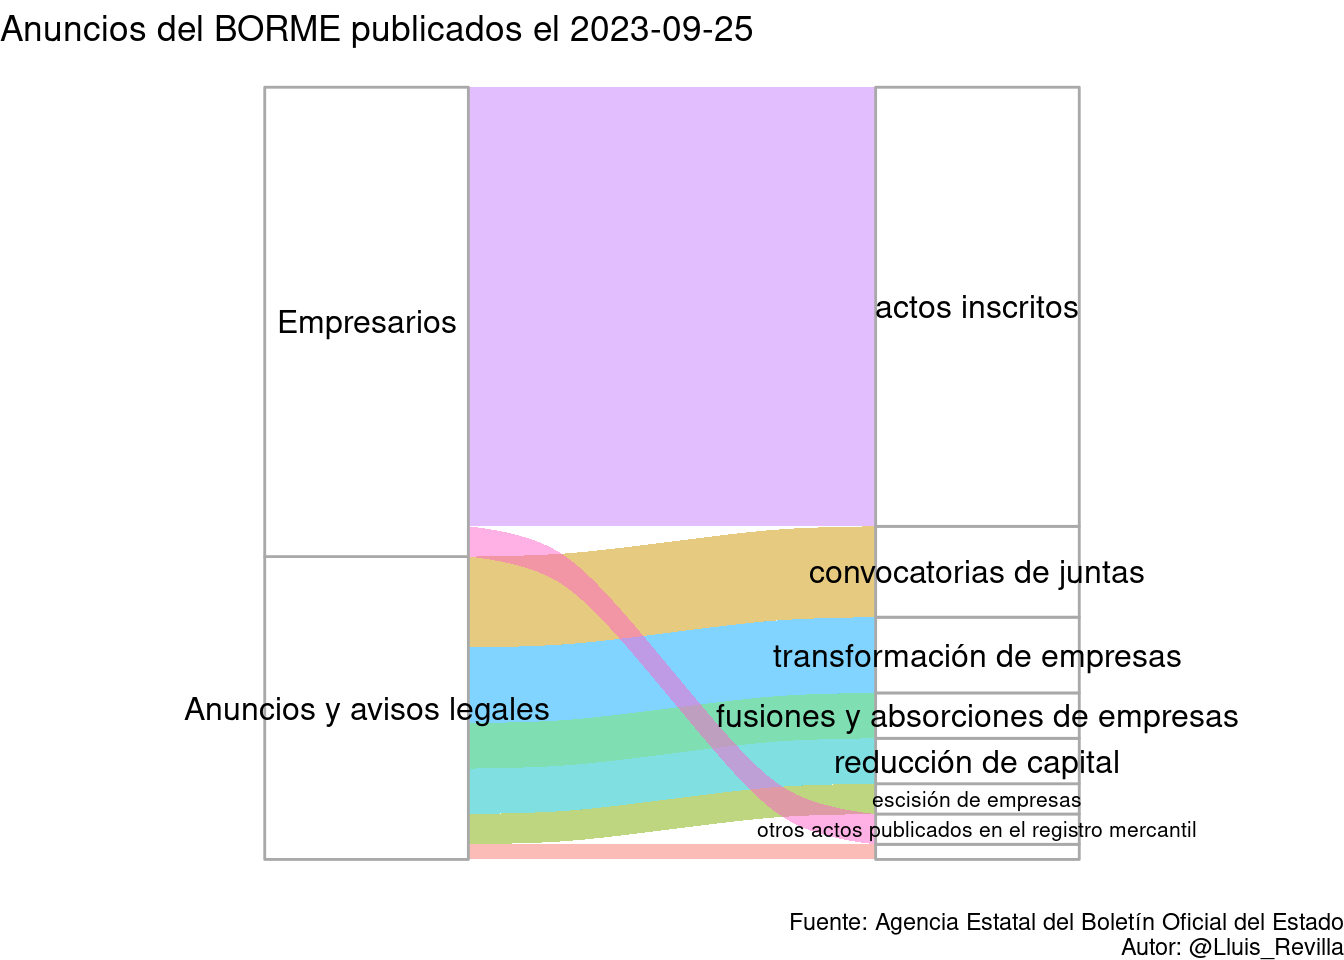 Anuncios del BORME publicados el 2023-09-25
Empresarios
actos inscritos
convocatorias de juntas
transformación de empresas
Anuncios y avisos legales
fusiones y absorciones de empresas
reducción de capital
escisión de empresas
otros actos publicados en el registro mercantil
Fuente: Agencia Estatal del Boletín Oficial del Estado
Autor: @Lluis_Revilla